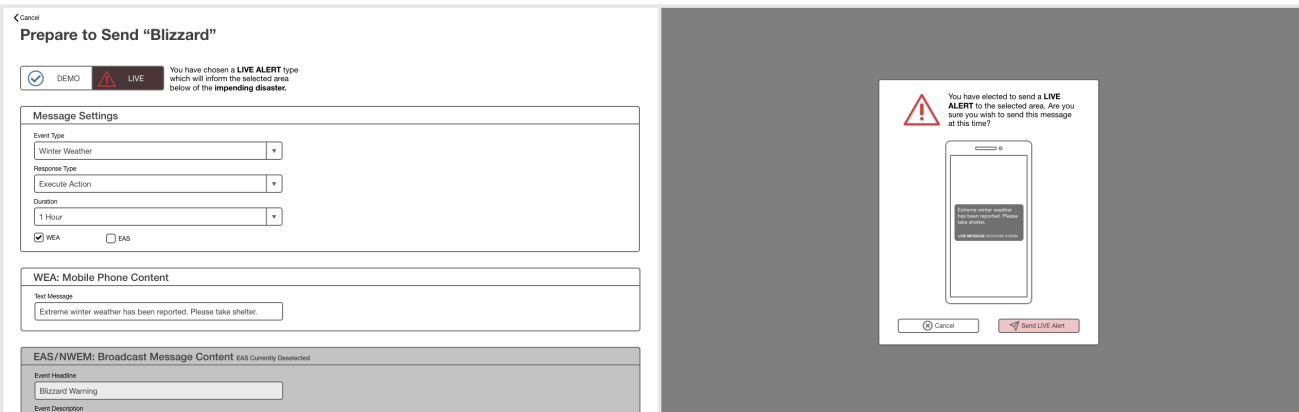 Cancel
Prepare to Send “Blizzard”
DEMO
LIVE
You have chosen a LIVE ALERT type
which will inform the selected area
below of the impending disaster.
Message Settings
Event Type
Winter Weather
Response Type
Execute Action
Duration
1 Hour
WEA
EAS
WEA: Mobile Phone Content
Text Message
Extreme winter weather has been reported. Please take shelter.
EAS/NWEM: Broadcast Message Content EAS Currently Deselected
Event Headline
Blizzard Warning
Event Description
You have elected to send a LIVE
ALERT to the selected area. Are you
sure you wish to send this message
at this time?
Extreme winter weather
has been reported. Please
take shelter.
LIVE MESSAGE
Cancel
Send LIVE Alert